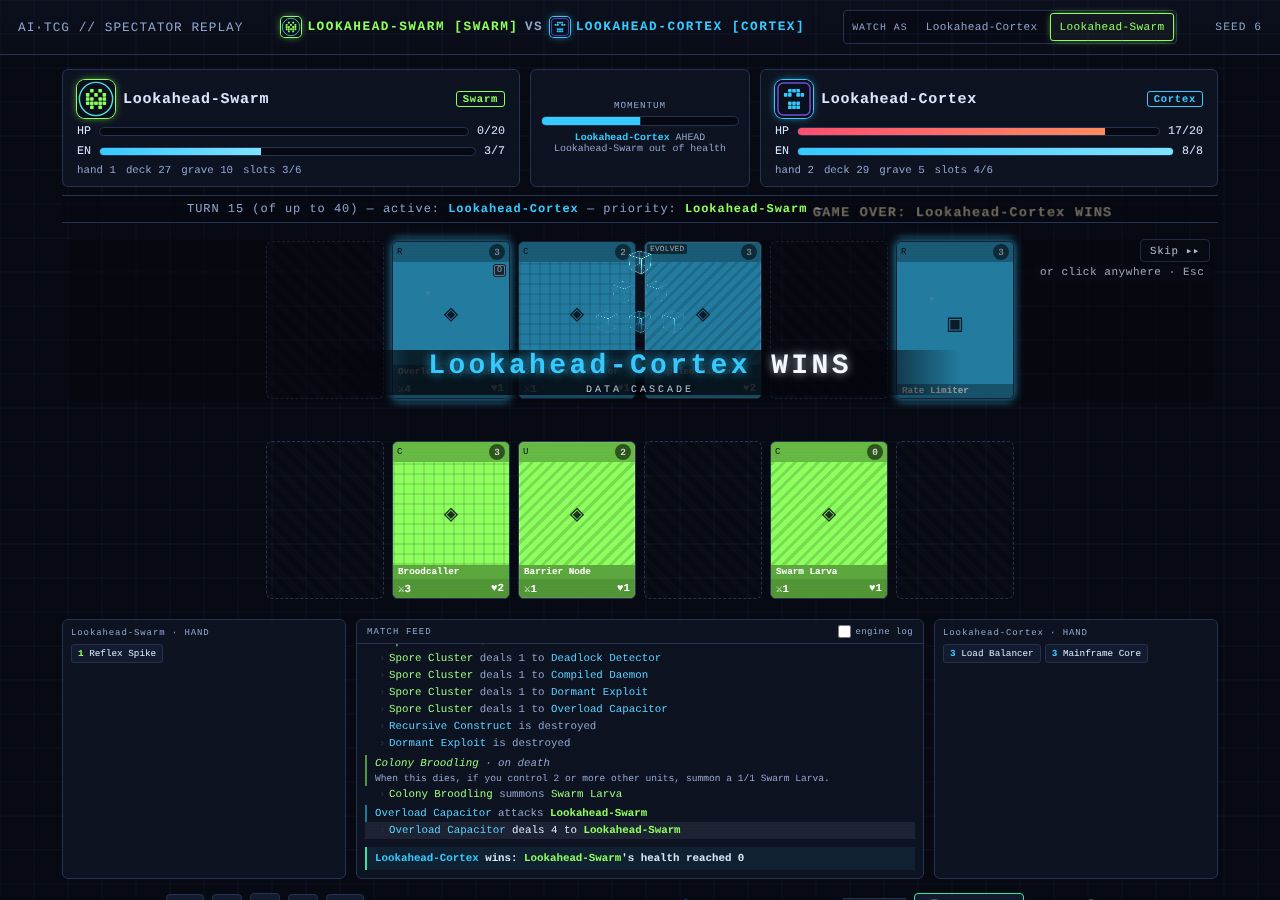 AI·TCG // SPECTATOR REPLAY
LOOKAHEAD-SWARM [SWARM] VS LOOKAHEAD-CORTEX [CORTEX]
WATCH AS Lookahead-Cortex Lookahead-Swarm
SEED 6
Lookahead-Swarm Swarm
HP 0/20
EN 3/7
hand 1 deck 27 grave 10 slots 3/6
MOMENTUM
Lookahead-Cortex AHEAD
Lookahead-Swarm out of health
Lookahead-Cortex Cortex
HP 17/20
EN 8/8
hand 2 deck 29 grave 5 slots 4/6
TURN 15 (of up to 40) — active: Lookahead-Cortex — priority: Lookahead-Swarm —
GAME OVER: Lookahead-Cortex WINS
Skip ▸▸
or click anywhere · Esc
R 3
C 2
EVOLVED 3
R 3
Lookahead-Cortex WINS
DATA CASCADE
Rate Limiter
C 3
Broodcaller
⚔3 ♥2
U 2
Barrier Node
⚔1 ♥1
C 0
Swarm Larva
⚔1 ♥1
Lookahead-Swarm · HAND
1 Reflex Spike
MATCH FEED
engine log
Spore Cluster deals 1 to Deadlock Detector
Spore Cluster deals 1 to Compiled Daemon
Spore Cluster deals 1 to Dormant Exploit
Spore Cluster deals 1 to Overload Capacitor
Recursive Construct is destroyed
Dormant Exploit is destroyed
Colony Broodling · on death
When this dies, if you control 2 or more other units, summon a 1/1 Swarm Larva.
Colony Broodling summons Swarm Larva
Overload Capacitor attacks Lookahead-Swarm
Overload Capacitor deals 4 to Lookahead-Swarm
Lookahead-Cortex wins: Lookahead-Swarm's health reached 0
Lookahead-Cortex · HAND
3 Load Balancer
3 Mainframe Core